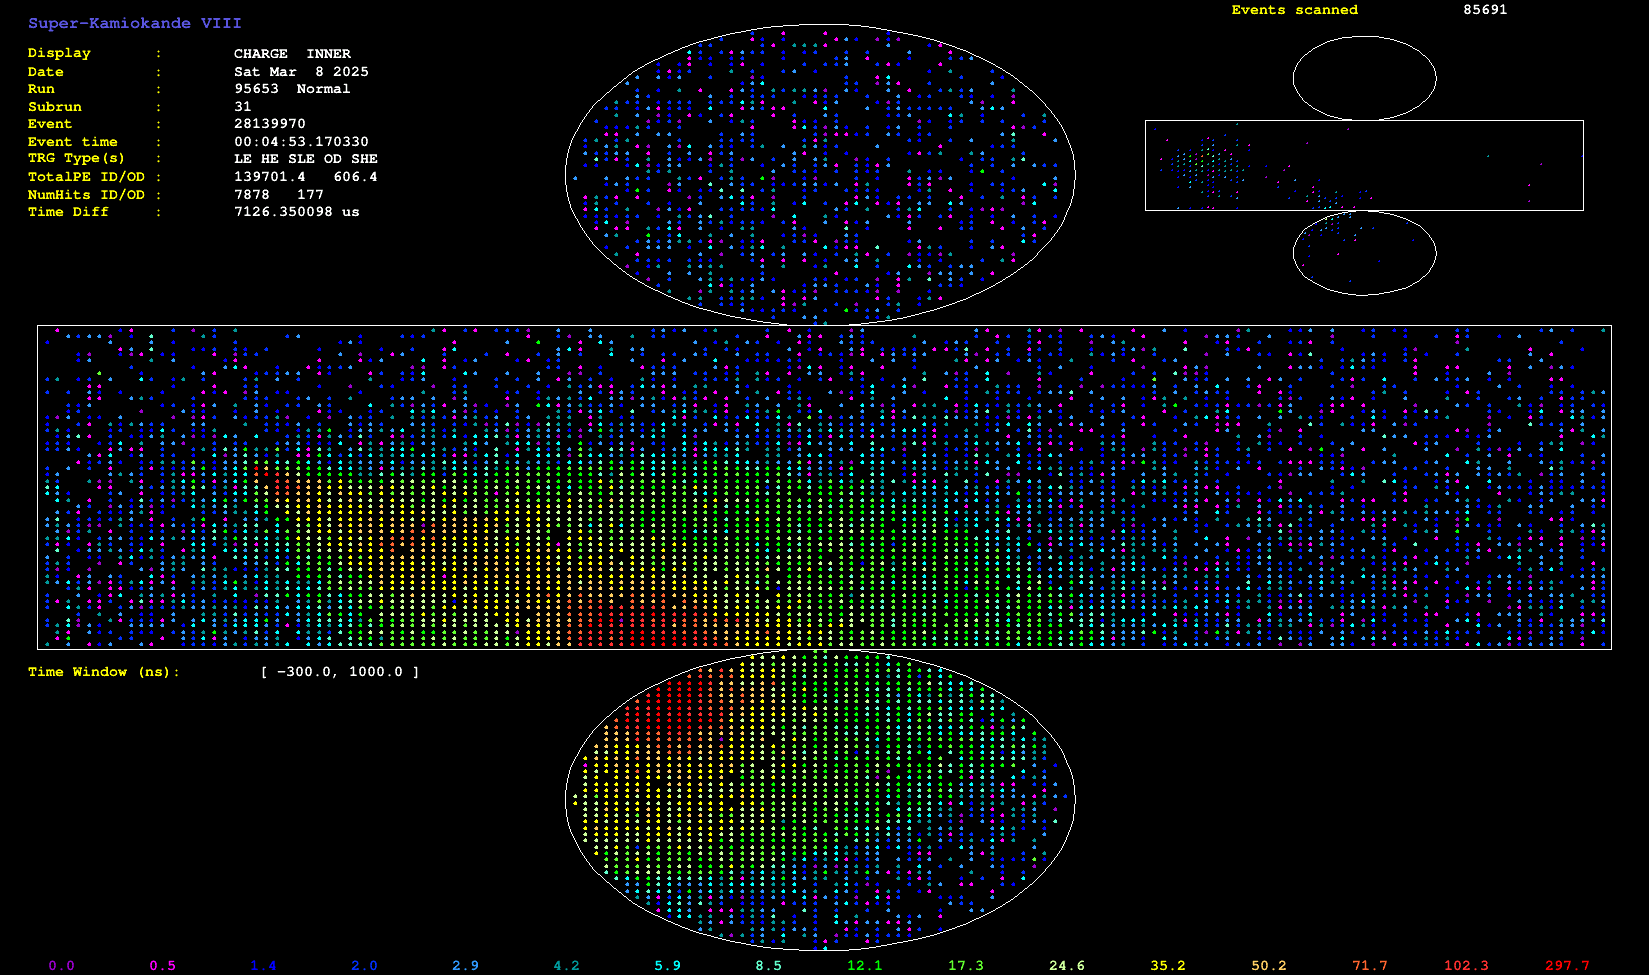 Super-Kamiokande VIII
Events scanned 85691
Display : CHARGE INNER
Date : Sat Mar 8 2025
Run : 95653 Normal
Subrun : 31
Event : 28139970
Event time : 00:04:53.170330
TRG Type(s) : LE HE SLE OD SHE
TotalPE ID/OD : 139701.4 606.4
NumHits ID/OD : 7878 177
Time Diff : 7126.350098 us
Time Window (ns): [ -300.0, 1000.0 ]
0.0 0.5 1.4 2.0 2.9 4.2 5.9 8.5 12.1 17.3 24.6 35.2 50.2 71.7 102.3 297.7